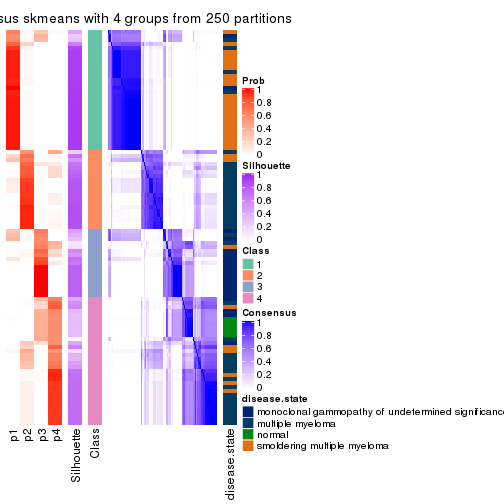 sus skmeans with 4 groups from 250 partitions
Prob
1
0.8
0.6
0.4
0.2
0
Silhouette
1
0.8
0.6
0.4
0.2
0
Class
1
2
3
4
Consensus
1
0.8
0.6
0.4
0.2
0
disease.state
monoclonal gammopathy of undetermined significance
multiple myeloma
normal
smoldering multiple myeloma
p1
p2
p3
p4
Silhouette
Class
disease.state